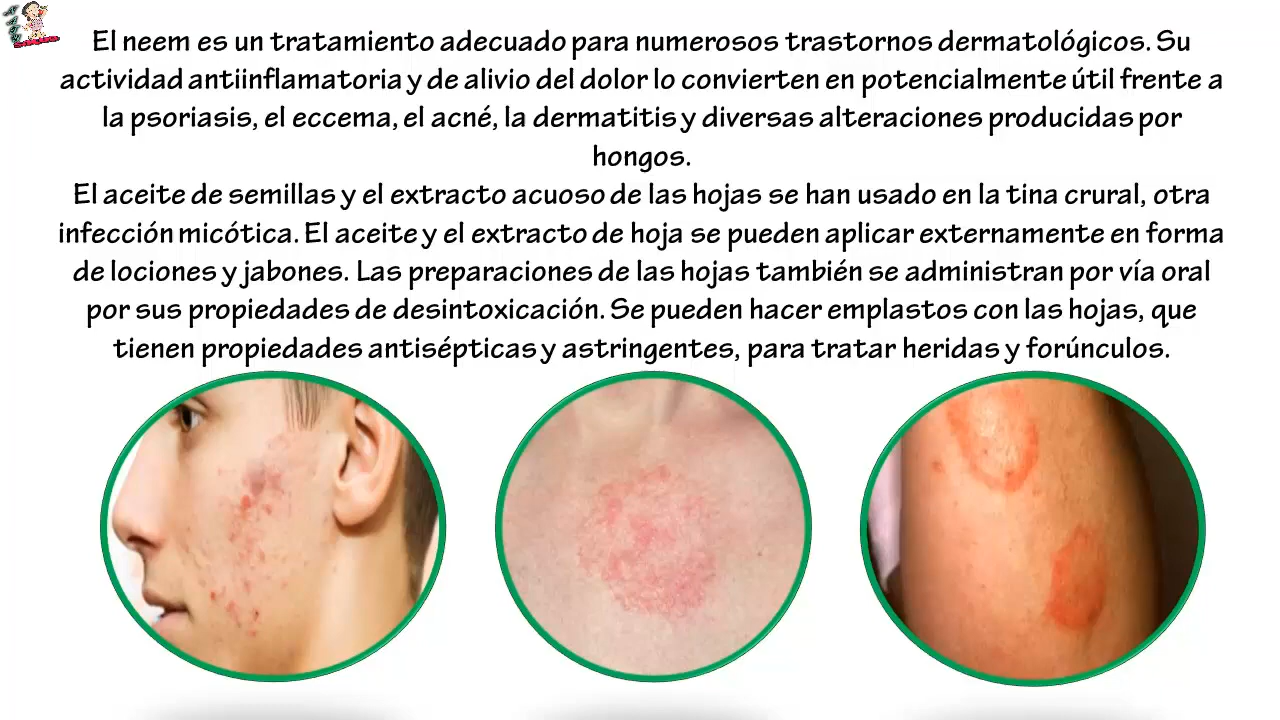 El neem es un tratamiento adecuado para numerosos trastornos dermatológicos. Su
actividad antiinflamatoria y de alivio del dolor lo convierten en potencialmente útil frente a
la psoriasis, el eccema, el acné, la dermatitis y diversas alteraciones producidas por
hongos.
El aceite de semillas y el extracto acuoso de las hojas se han usado en la tina crural, otra
infección micótica. El aceite y el extracto de hoja se pueden aplicar externamente en forma
de lociones y jabones. Las preparaciones de las hojas también se administran por vía oral
por sus propiedades de desintoxicación. Se pueden hacer emplastos con las hojas, que
tienen propiedades antisépticas y astringentes, para tratar heridas y forúnculos.